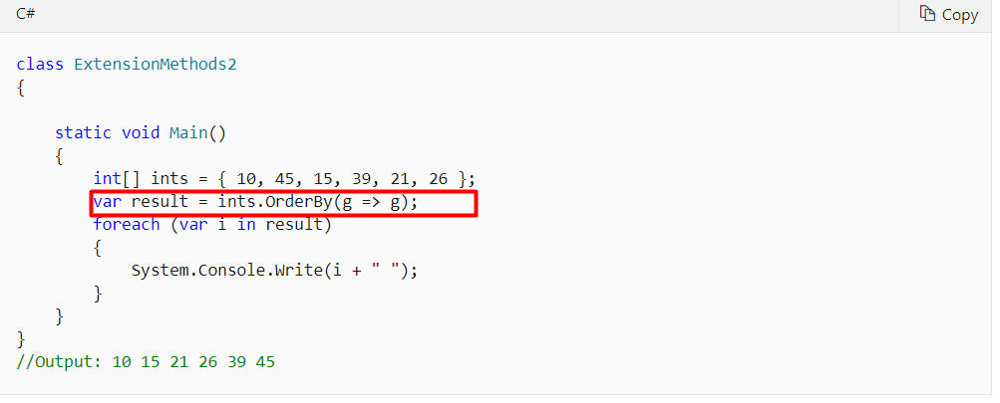 C#
Copy
class ExtensionMethods2
{
    static void Main()
    {
        int[] ints = { 10, 45, 15, 39, 21, 26 };
        var result = ints.OrderBy(g => g);
        foreach (var i in result)
        {
            System.Console.Write(i + " ");
        }
    }
}
//Output: 10 15 21 26 39 45